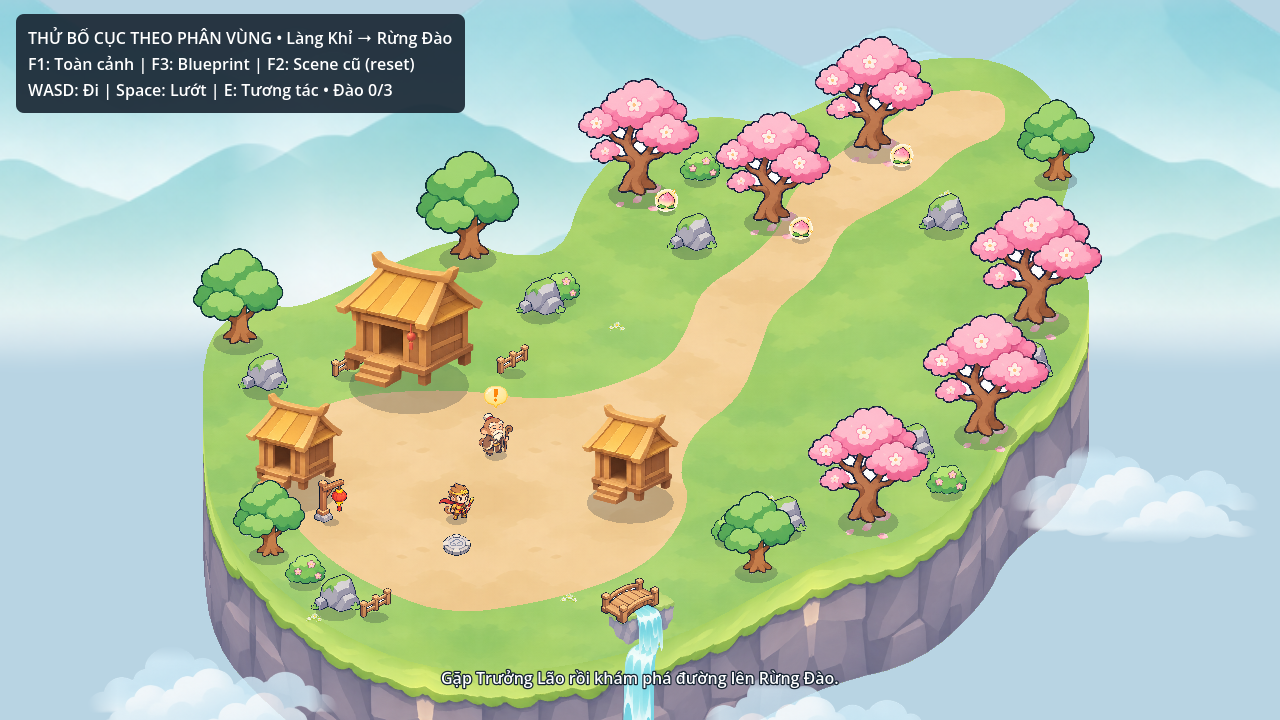 THỬ BỐ CỤC THEO PHÂN VÙNG • Làng Khỉ → Rừng Đào
F1: Toàn cảnh | F3: Blueprint | F2: Scene cũ (reset)
WASD: Đi | Space: Lướt | E: Tương tác • Đào 0/3
!
Gặp Trưởng Lão rồi khám phá đường lên Rừng Đào.